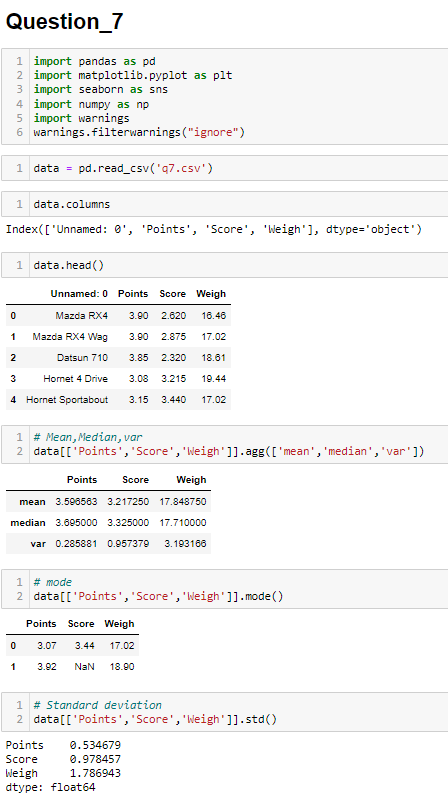 Question_7
1 import pandas as pd
2 import matplotlib.pyplot as plt
3 import seaborn as sns
4 import numpy as np
5 import warnings
6 warnings.filterwarnings("ignore")
1 data = pd.read_csv('q7.csv')
1 data.columns
Index(['Unnamed: 0', 'Points', 'Score', 'Weigh'], dtype='object')
1 data.head()
Unnamed: 0 Points Score Weigh
0 Mazda RX4 3.90 2.620 16.46
1 Mazda RX4 Wag 3.90 2.875 17.02
2 Datsun 710 3.85 2.320 18.61
3 Hornet 4 Drive 3.08 3.215 19.44
4 Hornet Sportabout 3.15 3.440 17.02
1 # Mean,Median,var
2 data[['Points','Score','Weigh']].agg(['mean','median','var'])
Points Score Weigh
mean 3.596563 3.217250 17.848750
median 3.695000 3.325000 17.710000
var 0.285881 0.957379 3.193166
1 # mode
2 data[['Points','Score','Weigh']].mode()
Points Score Weigh
0 3.07 3.44 17.02
1 3.92 NaN 18.90
1 # Standard deviation
2 data[['Points','Score','Weigh']].std()
Points 0.534679
Score 0.978457
Weigh 1.786943
dtype: float64